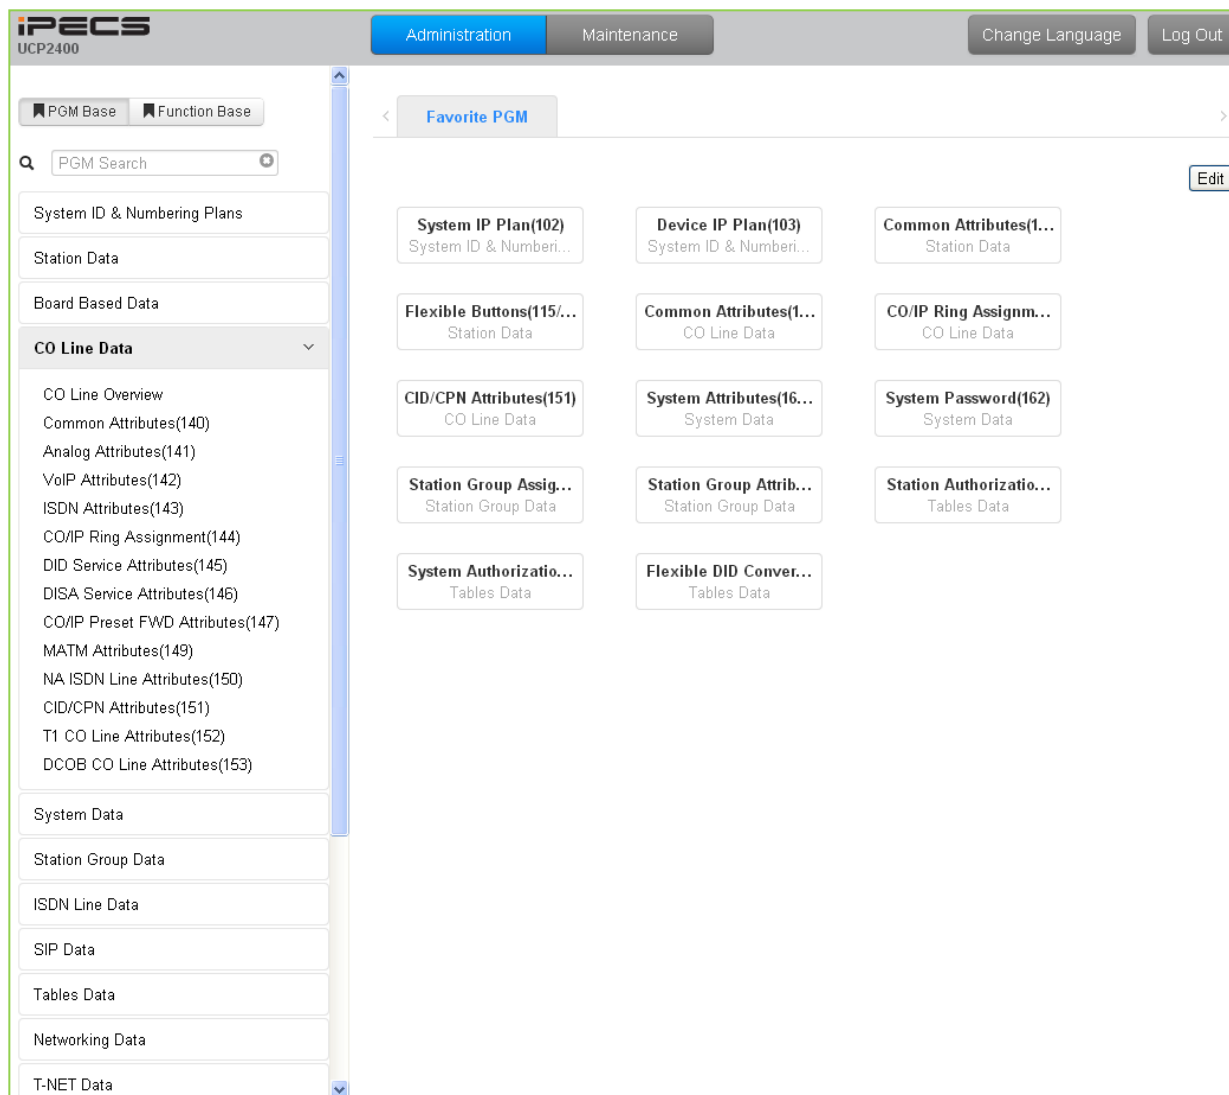 iPECS
UCP2400
Administration
Maintenance
Change Language
Log Out
PGM Base
Function Base
PGM Search
System ID & Numbering Plans
Station Data
Board Based Data
CO Line Data
CO Line Overview
Common Attributes(140)
Analog Attributes(141)
VoIP Attributes(142)
ISDN Attributes(143)
CO/IP Ring Assignment(144)
DID Service Attributes(145)
DISA Service Attributes(146)
CO/IP Preset FWD Attributes(147)
MATM Attributes(149)
NA ISDN Line Attributes(150)
CID/CPN Attributes(151)
T1 CO Line Attributes(152)
DCOB CO Line Attributes(153)
System Data
Station Group Data
ISDN Line Data
SIP Data
Tables Data
Networking Data
T-NET Data
Favorite PGM
Edit
System IP Plan(102)
System ID & Numberi...
Device IP Plan(103)
System ID & Numberi...
Common Attributes(1...
Station Data
Flexible Buttons(115/...
Station Data
Common Attributes(1...
CO Line Data
CO/IP Ring Assignm...
CO Line Data
CID/CPN Attributes(151)
CO Line Data
System Attributes(16...
System Data
System Password(162)
System Data
Station Group Assig...
Station Group Data
Station Group Attrib...
Station Group Data
Station Authorizatio...
Tables Data
System Authorizatio...
Tables Data
Flexible DID Conver...
Tables Data